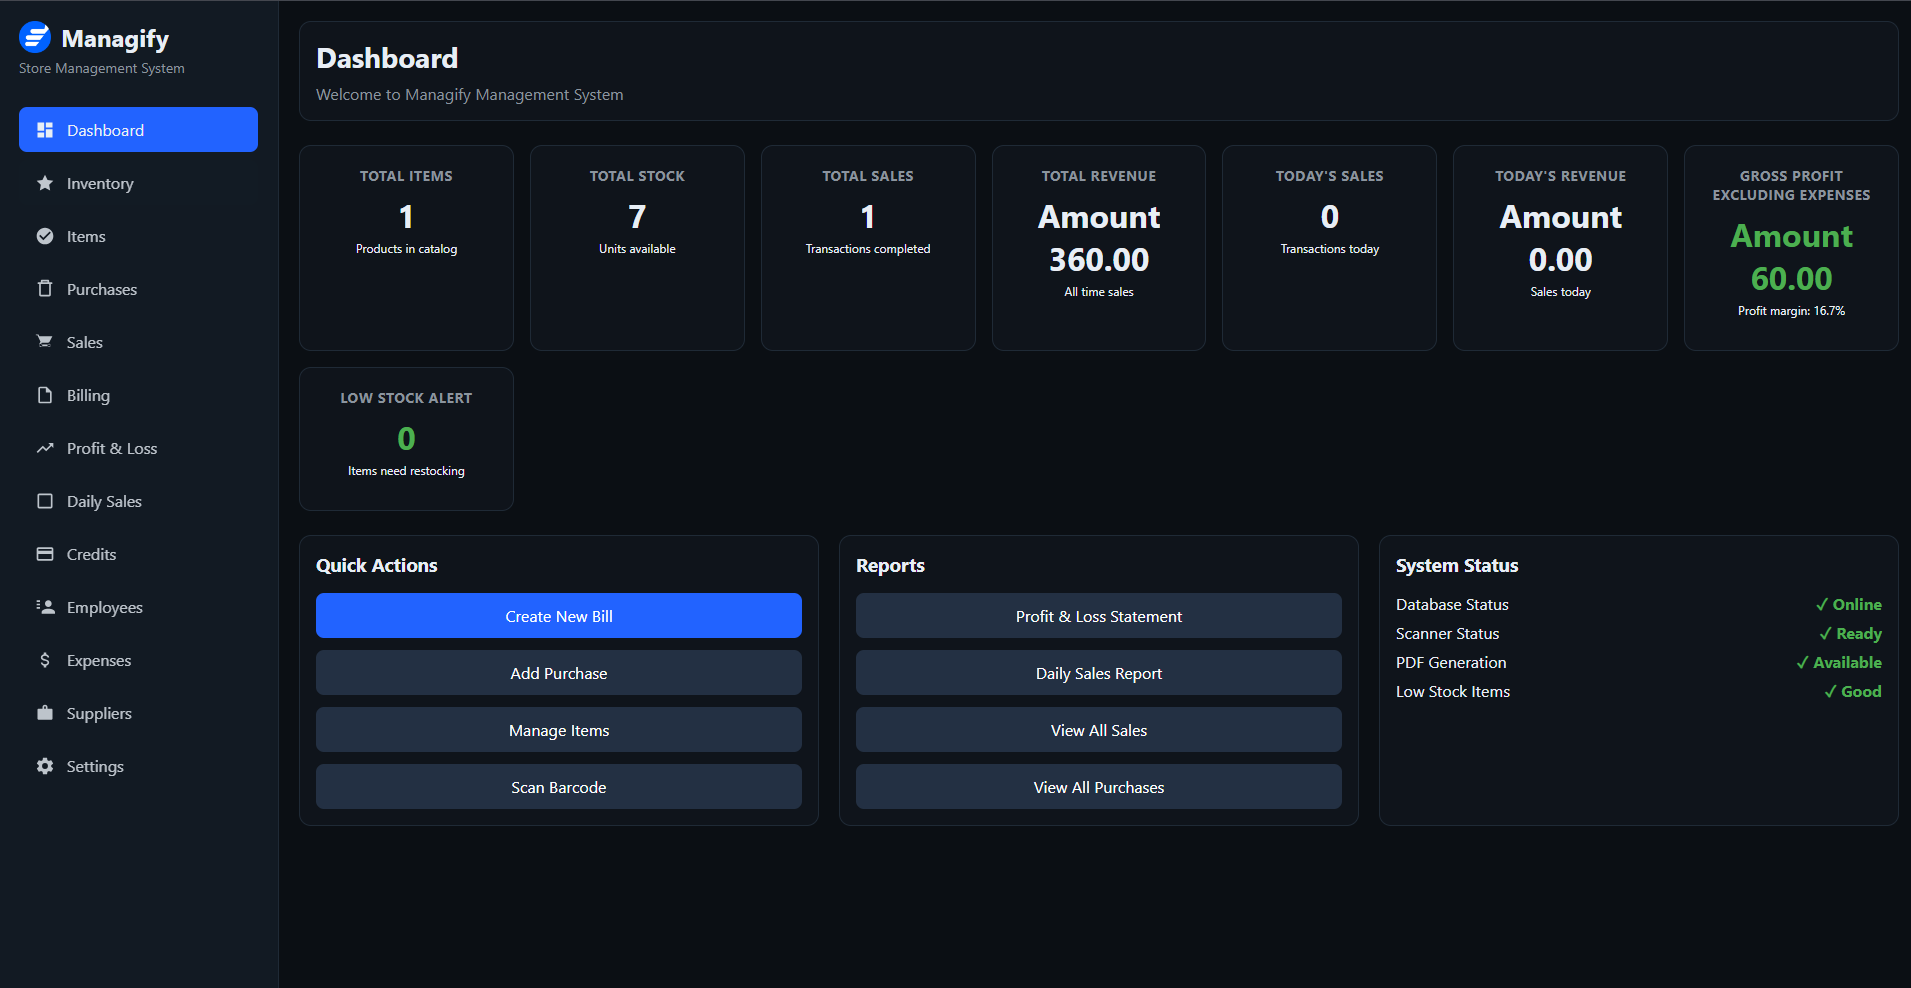 Managify
Store Management System
Dashboard
Inventory
Items
Purchases
Sales
Billing
Profit & Loss
Daily Sales
Credits
Employees
Expenses
Suppliers
Settings
Dashboard
Welcome to Managify Management System
TOTAL ITEMS
1
Products in catalog
TOTAL STOCK
7
Units available
TOTAL SALES
1
Transactions completed
TOTAL REVENUE
Amount
360.00
All time sales
TODAY'S SALES
0
Transactions today
TODAY'S REVENUE
Amount
0.00
Sales today
GROSS PROFIT
EXCLUDING EXPENSES
Amount
60.00
Profit margin: 16.7%
LOW STOCK ALERT
0
Items need restocking
Quick Actions
Create New Bill
Add Purchase
Manage Items
Scan Barcode
Reports
Profit & Loss Statement
Daily Sales Report
View All Sales
View All Purchases
System Status
Database Status ✓ Online
Scanner Status ✓ Ready
PDF Generation ✓ Available
Low Stock Items ✓ Good